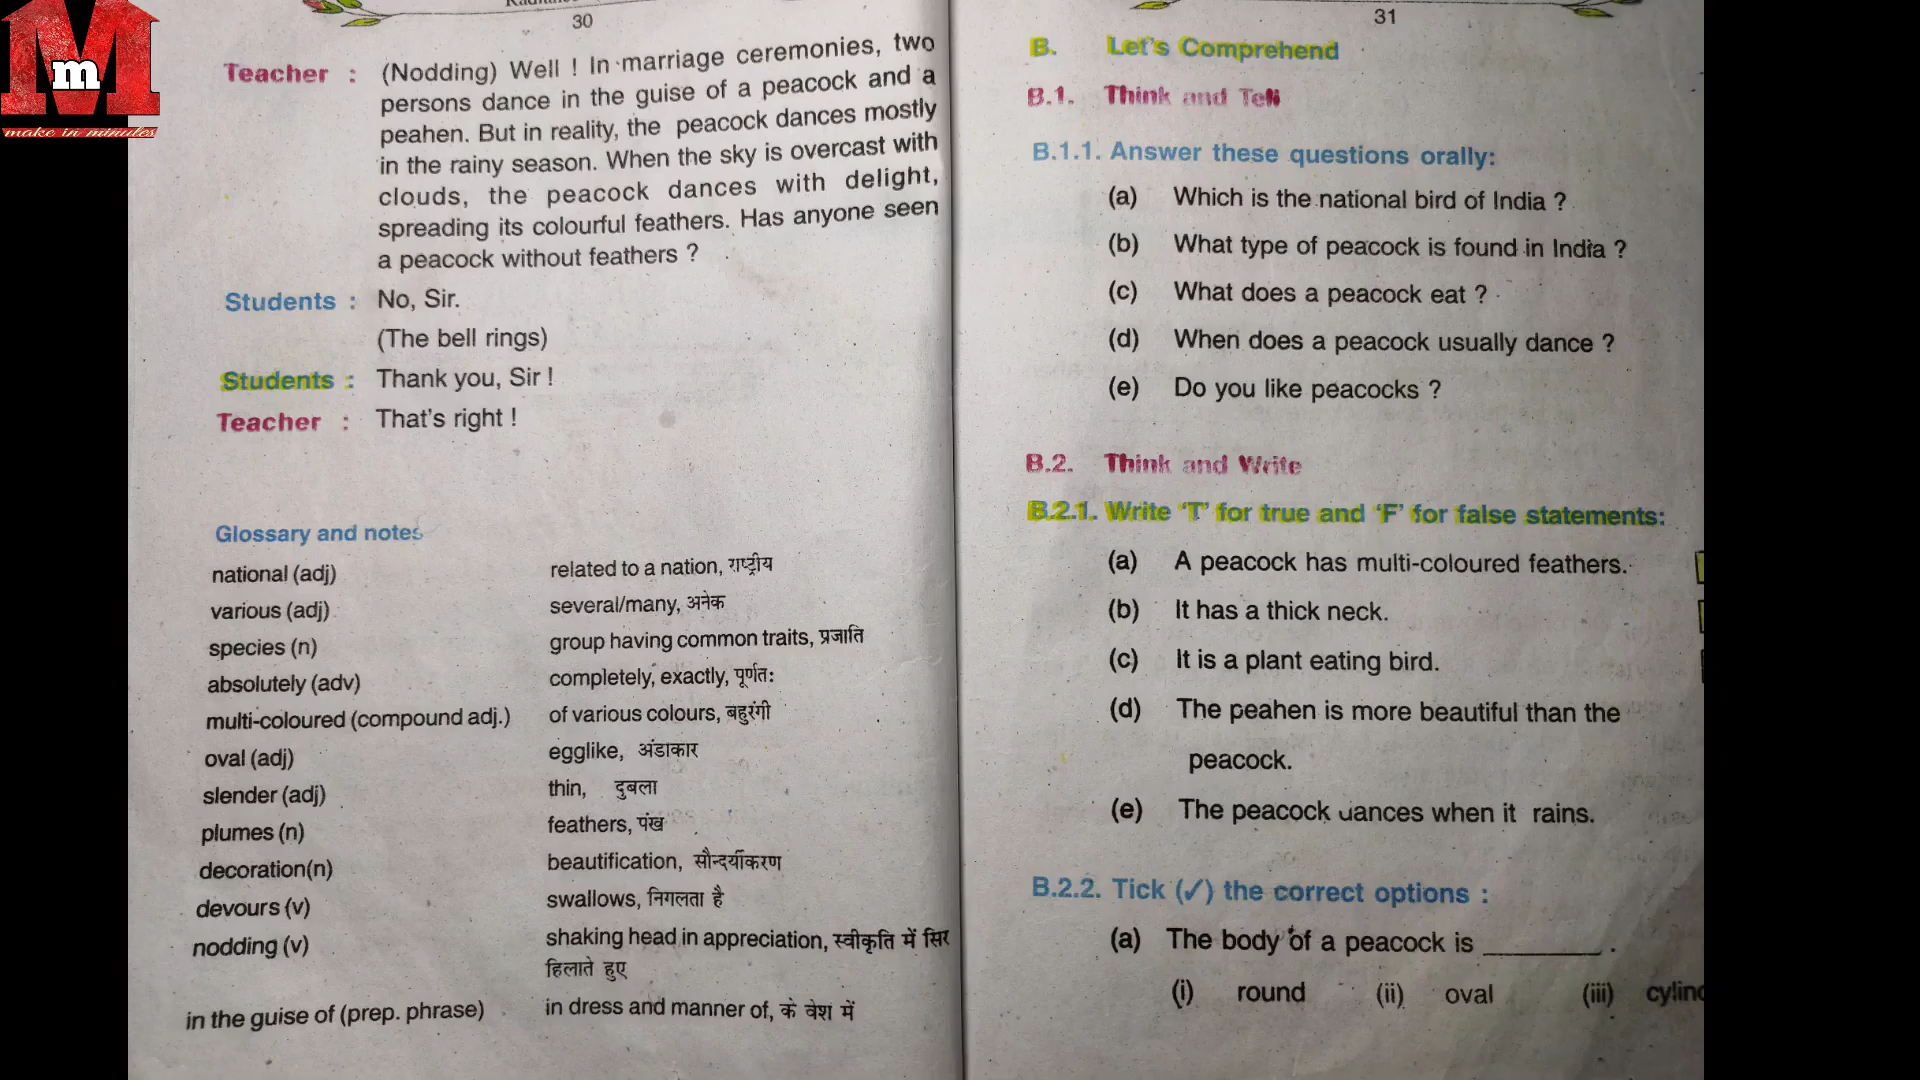 M
m
make in minutes
30
Teacher : (Nodding) Well ! In marriage ceremonies, two
persons dance in the guise of a peacock and a
peahen. But in reality, the peacock dances mostly
in the rainy season. When the sky is overcast with
clouds, the peacock dances with delight,
spreading its colourful feathers. Has anyone seen
a peacock without feathers ?
Students : No, Sir.
(The bell rings)
Students : Thank you, Sir !
Teacher : That's right !
Glossary and notes
national (adj) related to a nation, राष्ट्रीय
various (adj) several/many, अनेक
species (n) group having common traits, प्रजाति
absolutely (adv) completely, exactly, पूर्णतः
multi-coloured (compound adj.) of various colours, बहुरंगी
oval (adj) egglike, अंडाकार
slender (adj) thin, दुबला
plumes (n) feathers, पंख
decoration(n) beautification, सौन्दर्यीकरण
devours (v) swallows, निगलता है
nodding (v) shaking head in appreciation, स्वीकृति में सिर
हिलाते हुए
in the guise of (prep. phrase) in dress and manner of, के वेश में
31
B. Let's Comprehend
B.1. Think and Tell
B.1.1. Answer these questions orally:
(a) Which is the national bird of India ?
(b) What type of peacock is found in India ?
(c) What does a peacock eat ?
(d) When does a peacock usually dance ?
(e) Do you like peacocks ?
B.2. Think and Write
B.2.1. Write 'T' for true and 'F' for false statements:
(a) A peacock has multi-coloured feathers.
(b) It has a thick neck.
(c) It is a plant eating bird.
(d) The peahen is more beautiful than the
peacock.
(e) The peacock dances when it rains.
B.2.2. Tick (✓) the correct options :
(a) The body of a peacock is ________ .
(i) round (ii) oval (iii) cylin